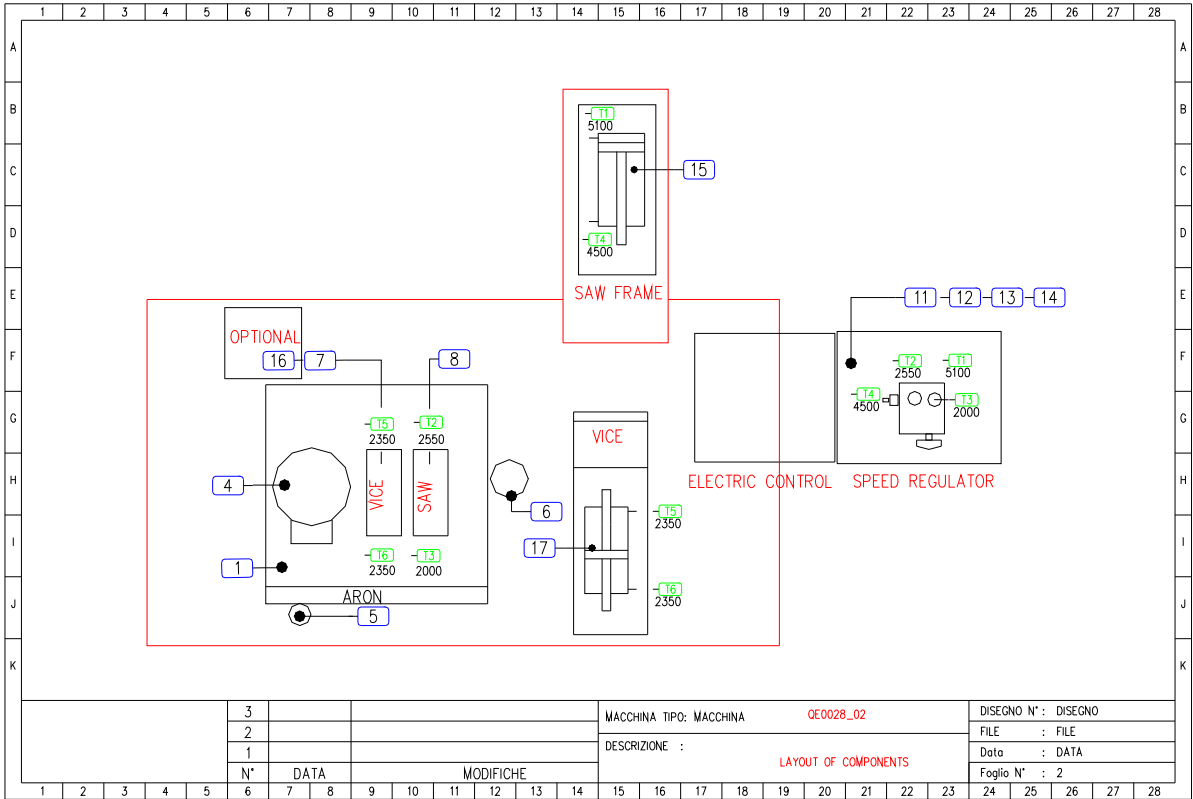 1 2 3 4 5 6 7 8 9 10 11 12 13 14 15 16 17 18 19 20 21 22 23 24 25 26 27 28
A A
B B
T1
5100
C C
15
D D
T4
4500
E E
SAW FRAME
11 12 13 14
OPTIONAL
F F
16 7 8
T2 T1
2550 5100
T4
4500
T3
2000
G G
T5 T2
2350 2550
VICE
H H
ELECTRIC CONTROL SPEED REGULATOR
4
VICE
SAW
6
T5
2350
I I
17
T6 T3
2350 2000
1
T6
2350
J J
ARON
5
K K
3
2
1
N° DATA MODIFICHE
MACCHINA TIPO: MACCHINA QE0028_02
DESCRIZIONE :
LAYOUT OF COMPONENTS
DISEGNO N° : DISEGNO
FILE : FILE
Data : DATA
Foglio N° : 2
1 2 3 4 5 6 7 8 9 10 11 12 13 14 15 16 17 18 19 20 21 22 23 24 25 26 27 28